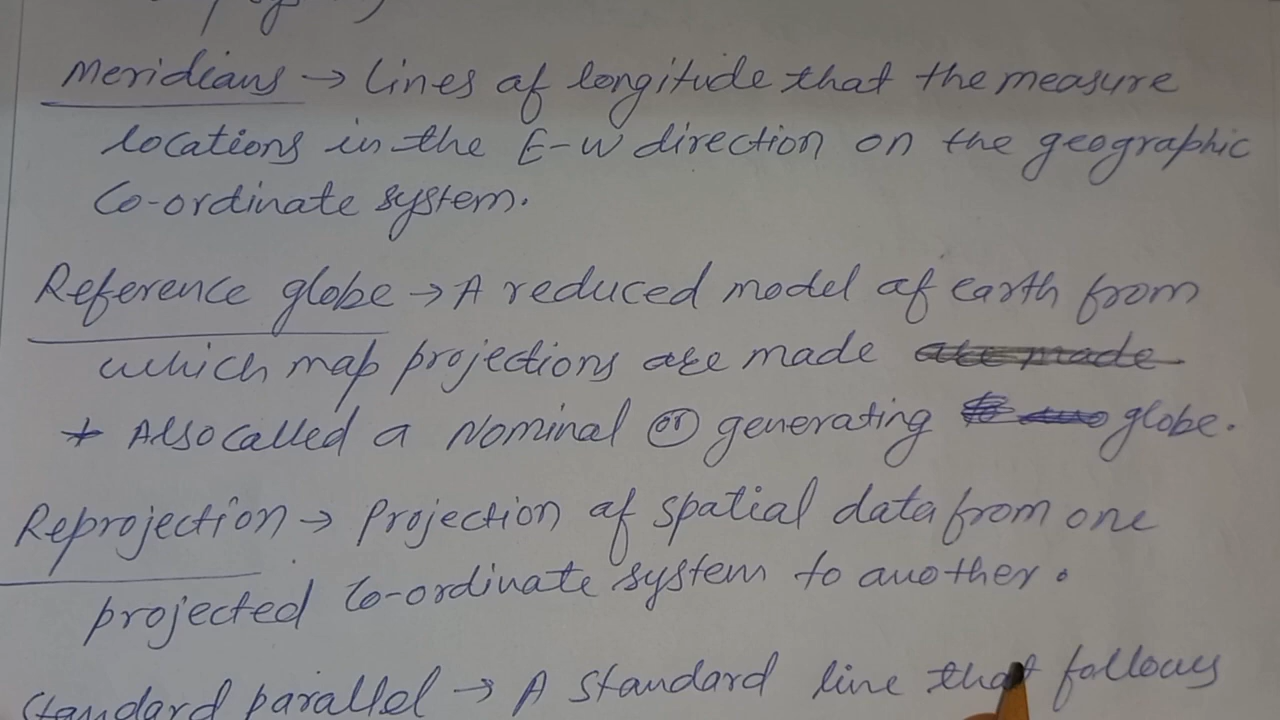 Meridians → Lines of longitude that the measure
locations in the E-W direction on the geographic
Co-ordinate system.
Reference globe → A reduced model of earth from
which map projections are made are made
* Also called a Nominal or generating globe.
Reprojection → Projection of spatial data from one
projected Co-ordinate system to another.
Standard parallel → A standard line that follows